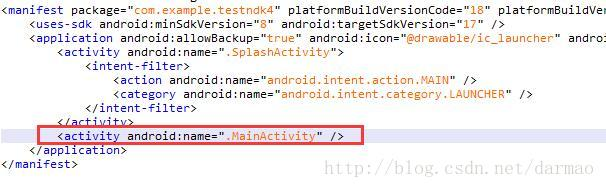 <manifest package="com.example.testndk4" platformBuildVersionCode="18" platformBuildVersi
<uses-sdk android:minSdkVersion="8" android:targetSdkVersion="17" />
<application android:allowBackup="true" android:icon="@drawable/ic_launcher" andro
<activity android:name=".SplashActivity">
<intent-filter>
<action android:name="android.intent.action.MAIN" />
<category android:name="android.intent.category.LAUNCHER" />
</intent-filter>
</activity>
<activity android:name=".MainActivity" />
</application>
</manifest>
http://blog.csdn.net/darmao